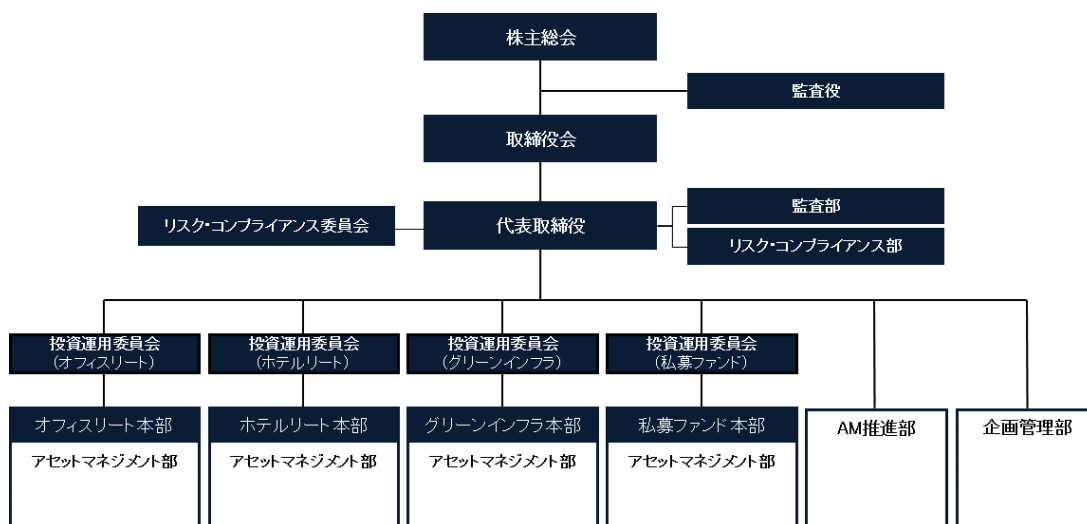 株主総会
監査役
取締役会
監査部
リスク・コンプライアンス委員会
代表取締役
リスク・コンプライアンス部
投資運用委員会
(オフィスリート)
投資運用委員会
(ホテルリート)
投資運用委員会
(グリーンインフラ)
投資運用委員会
(私募ファンド)
オフィスリート本部
アセットマネジメント部
ホテルリート本部
アセットマネジメント部
グリーンインフラ本部
アセットマネジメント部
私募ファンド本部
アセットマネジメント部
AM推進部
企画管理部